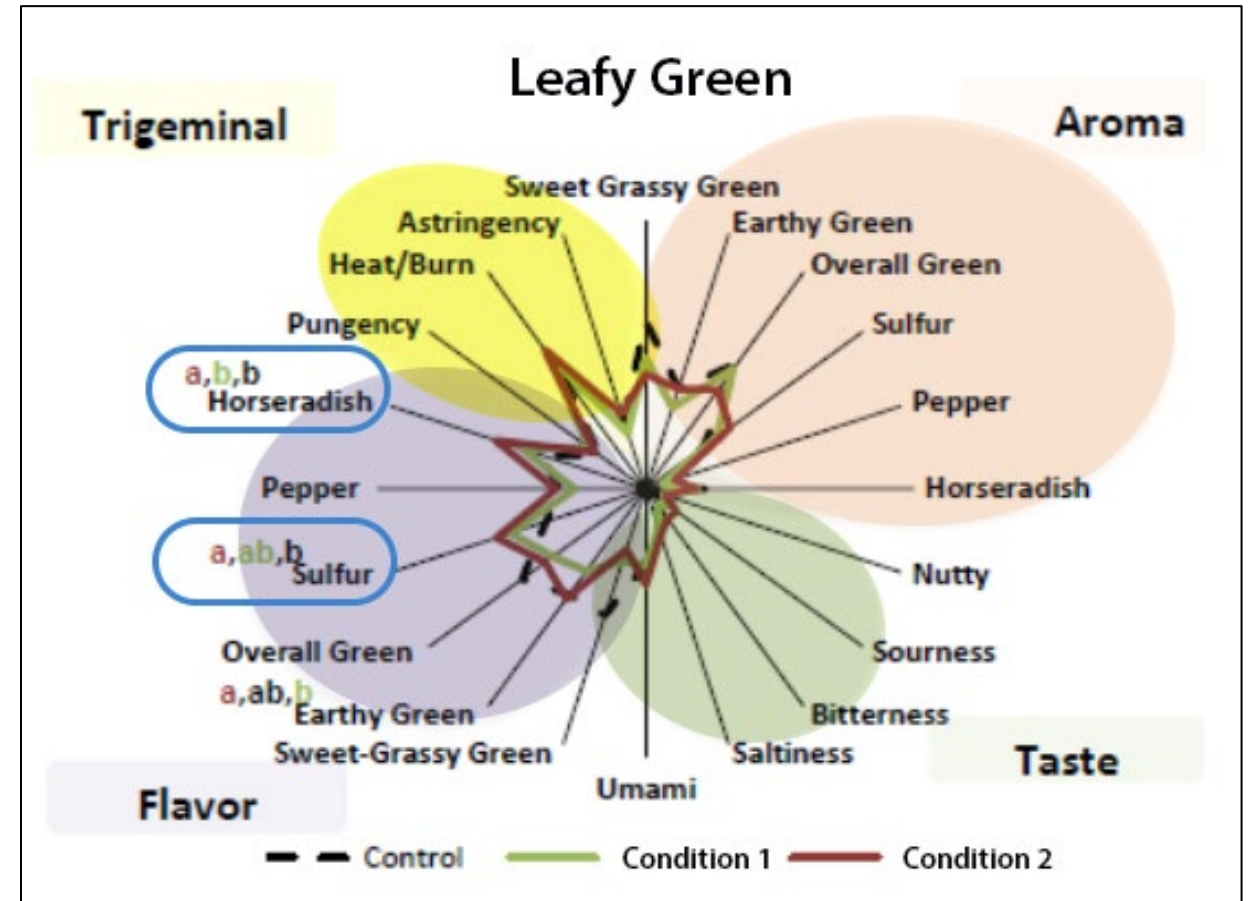 Leafy Green
Trigeminal
Aroma
Sweet Grassy Green
Astringency
Earthy Green
Heat/Burn
Overall Green
Pungency
Sulfur
a,b,b
Horseradish
Pepper
Pepper
Horseradish
a,ab,b
Sulfur
Nutty
Overall Green
Sourness
a,ab,b
Earthy Green
Bitterness
Sweet-Grassy Green
Saltiness
Umami
Taste
Flavor
Control
Condition 1
Condition 2